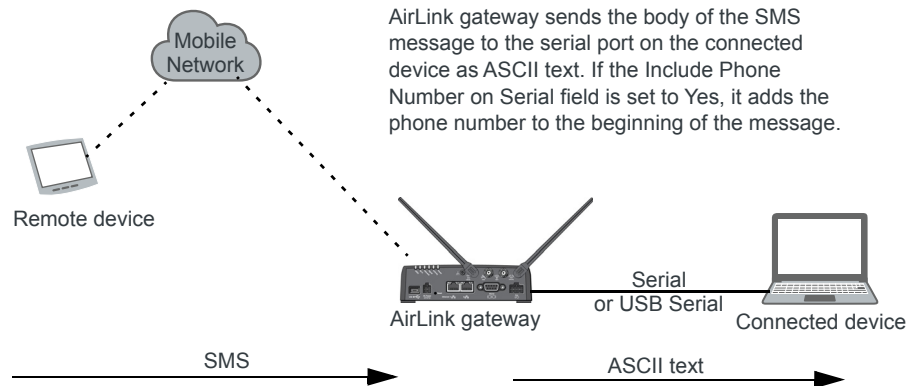 AirLink gateway sends the body of the SMS
message to the serial port on the connected
device as ASCII text. If the Include Phone
Number on Serial field is set to Yes, it adds the
phone number to the beginning of the message.
Mobile
Network
Remote device
AirLink gateway
Serial
or USB Serial
Connected device
SMS
ASCII text